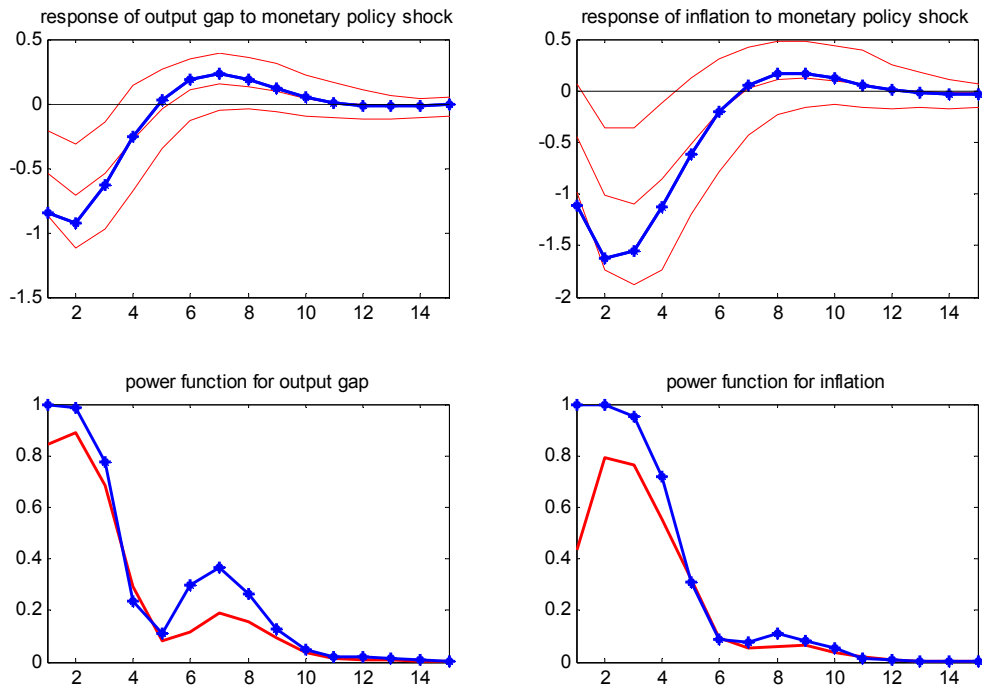 response of output gap to monetary policy shock
0.5
0
-0.5
-1
-1.5
2 4 6 8 10 12 14
response of inflation to monetary policy shock
0.5
0
-0.5
-1
-1.5
-2
2 4 6 8 10 12 14
power function for output gap
1
0.8
0.6
0.4
0.2
0
2 4 6 8 10 12 14
power function for inflation
1
0.8
0.6
0.4
0.2
0
2 4 6 8 10 12 14